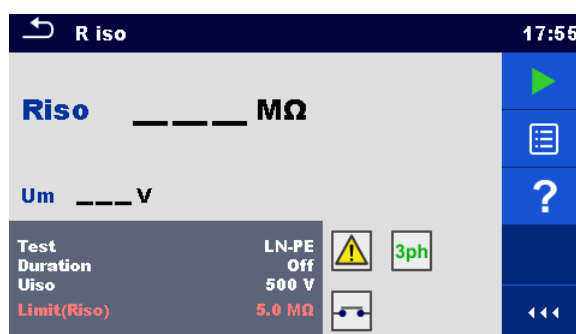 R iso 17:55
Riso ___ MΩ
Um ___ V
Test LN-PE
Duration Off
Uiso 500 V
Limit(Riso) 5.0 MΩ
3ph
?